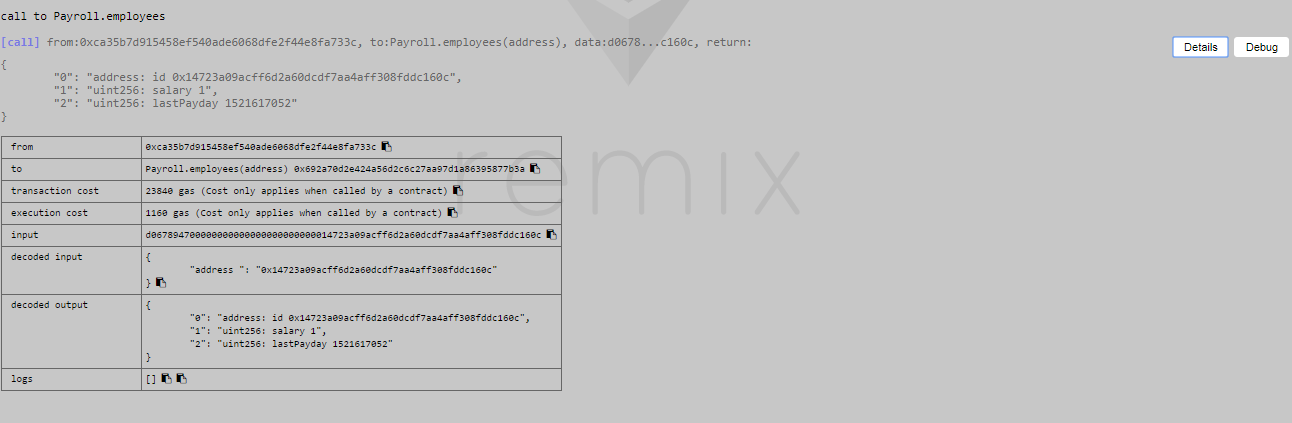 call to Payroll.employees
[call] from:0xca35b7d915458ef540ade6068dfe2f44e8fa733c, to:Payroll.employees(address), data:d0678...c160c, return:
Details
Debug
{
"0": "address: id 0x14723a09acff6d2a60dcdf7aa4aff308fddc160c",
"1": "uint256: salary 1",
"2": "uint256: lastPayday 1521617052"
}
from 0xca35b7d915458ef540ade6068dfe2f44e8fa733c
to Payroll.employees(address) 0x692a70d2e424a56d2c6c27aa97d1a86395877b3a
transaction cost 23840 gas (Cost only applies when called by a contract)
execution cost 1160 gas (Cost only applies when called by a contract)
input d067894700000000000000000000000014723a09acff6d2a60dcdf7aa4aff308fddc160c
decoded input {
"address ": "0x14723a09acff6d2a60dcdf7aa4aff308fddc160c"
}
decoded output {
"0": "address: id 0x14723a09acff6d2a60dcdf7aa4aff308fddc160c",
"1": "uint256: salary 1",
"2": "uint256: lastPayday 1521617052"
}
logs []
remix